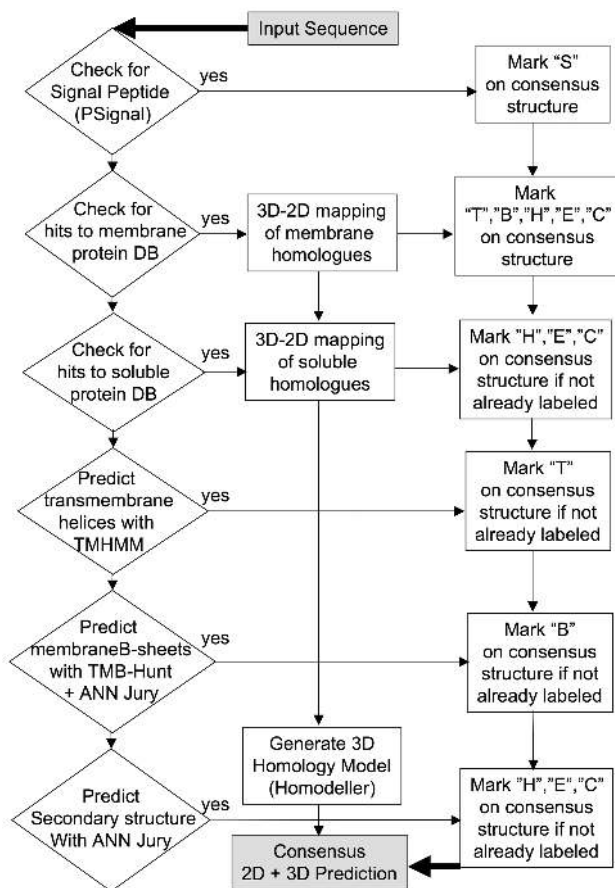 Input Sequence
Check for
Signal Peptide
(PSignal)
yes
Mark "S"
on consensus
structure
Check for
hits to membrane
protein DB
yes
3D-2D mapping
of membrane
homologues
Mark
"T","B","H","E","C"
on consensus
structure
Check for
hits to soluble
protein DB
yes
3D-2D mapping
of soluble
homologues
Mark "H","E","C"
on consensus
structure if not
already labeled
Predict
transmembrane
helices with
TMHMM
yes
Mark "T"
on consensus
structure if not
already labeled
Predict
membraneB-sheets
with TMB-Hunt
+ ANN Jury
yes
Mark "B"
on consensus
structure if not
already labeled
Generate 3D
Homology Model
(Homodeller)
Predict
Secondary structure
With ANN Jury
yes
Mark "H","E","C"
on consensus
structure if not
already labeled
Consensus
2D + 3D Prediction